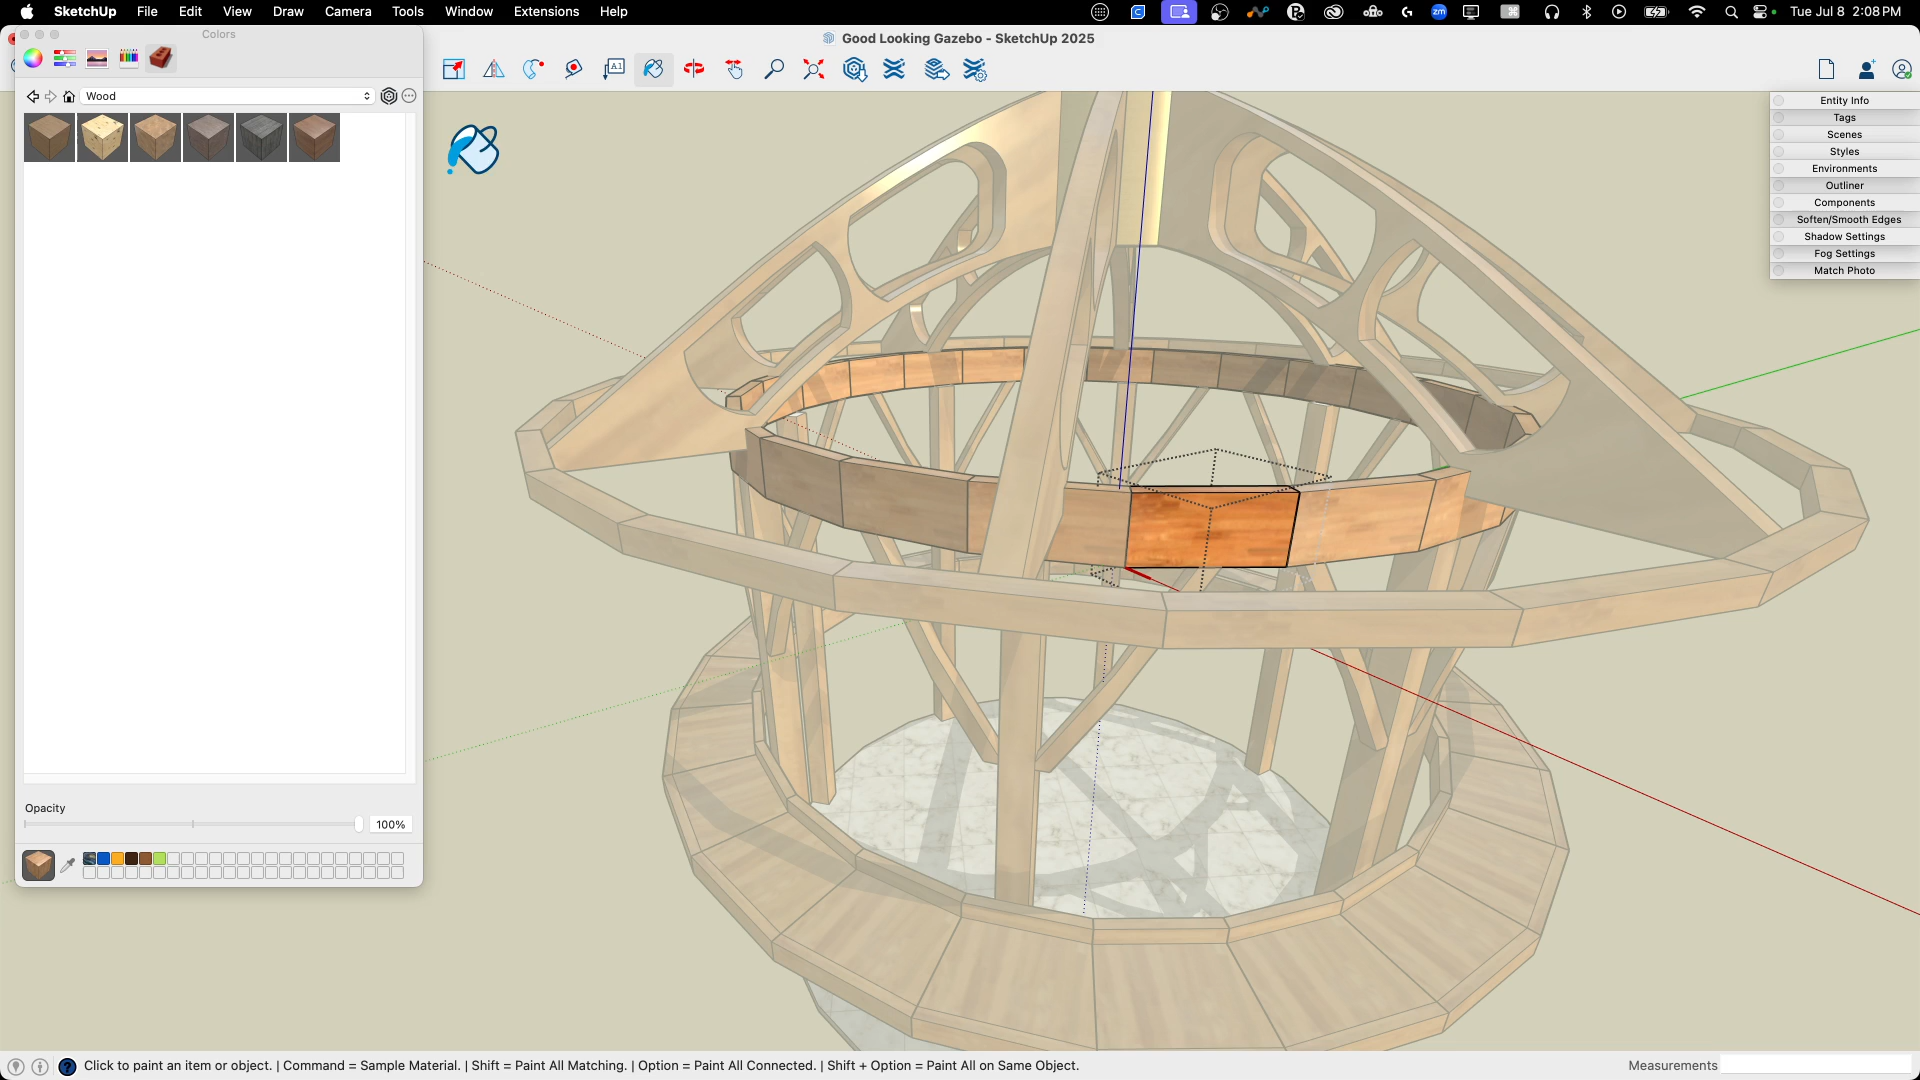 SketchUp File Edit View Draw Camera Tools Window Extensions Help
zm
Tue Jul 8 2:08 PM
Colors
Good Looking Gazebo - SketchUp 2025
A1
Wood
Entity Info
Tags
Scenes
Styles
Environments
Outliner
Components
Soften/Smooth Edges
Shadow Settings
Fog Settings
Match Photo
Opacity
100%
Click to paint an item or object. | Command = Sample Material. | Shift = Paint All Matching. | Option = Paint All Connected. | Shift + Option = Paint All on Same Object.
Measurements